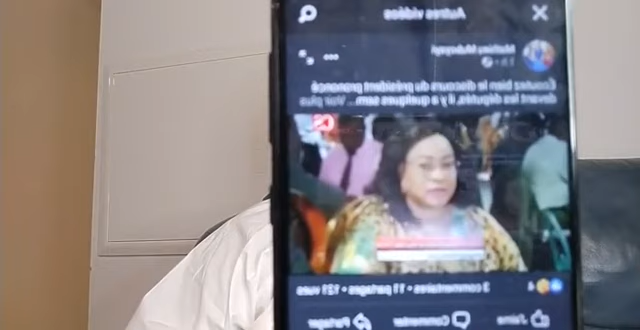 Autres vidéos
Écoutez bien le discours du président prononcé
devant les députés, il y a quelques sem... Voir plus
3 commentaires • 11 partages • 121 vues
J'aime Commenter Partager